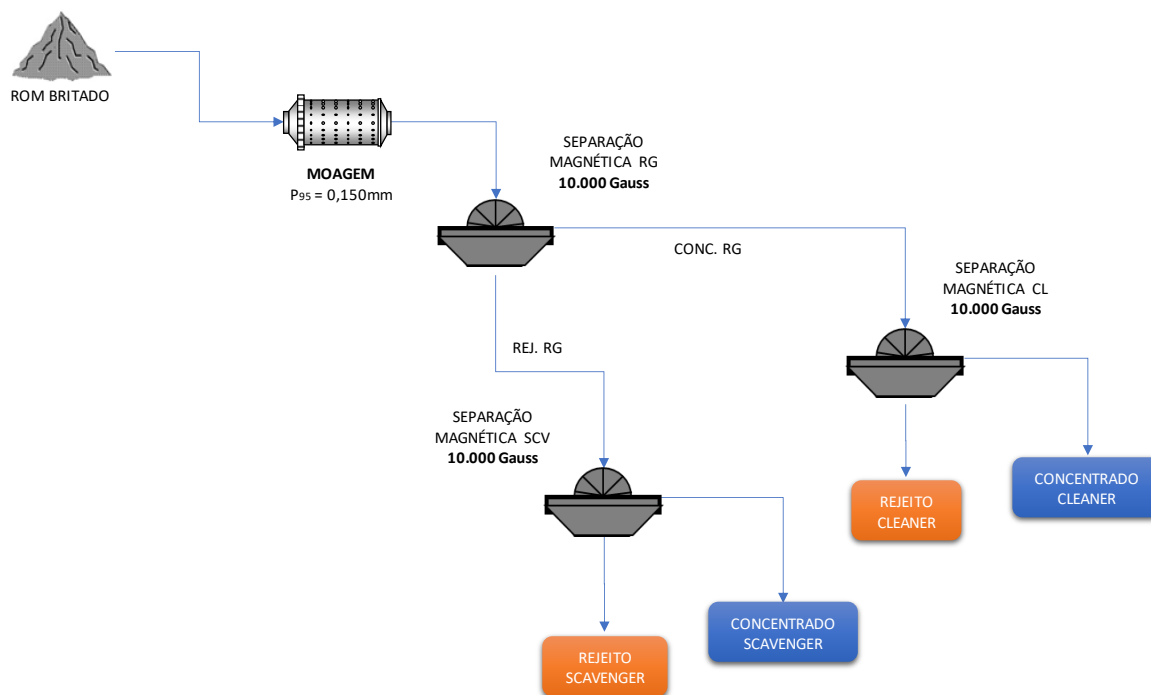 ROM BRITADO
MOAGEM
P95 = 0,150mm
SEPARAÇÃO
MAGNÉTICA RG
10.000 Gauss
CONC. RG
SEPARAÇÃO
MAGNÉTICA CL
10.000 Gauss
REJ. RG
SEPARAÇÃO
MAGNÉTICA SCV
10.000 Gauss
REJEITO
CLEANER
CONCENTRADO
CLEANER
CONCENTRADO
SCAVENGER
REJEITO
SCAVENGER